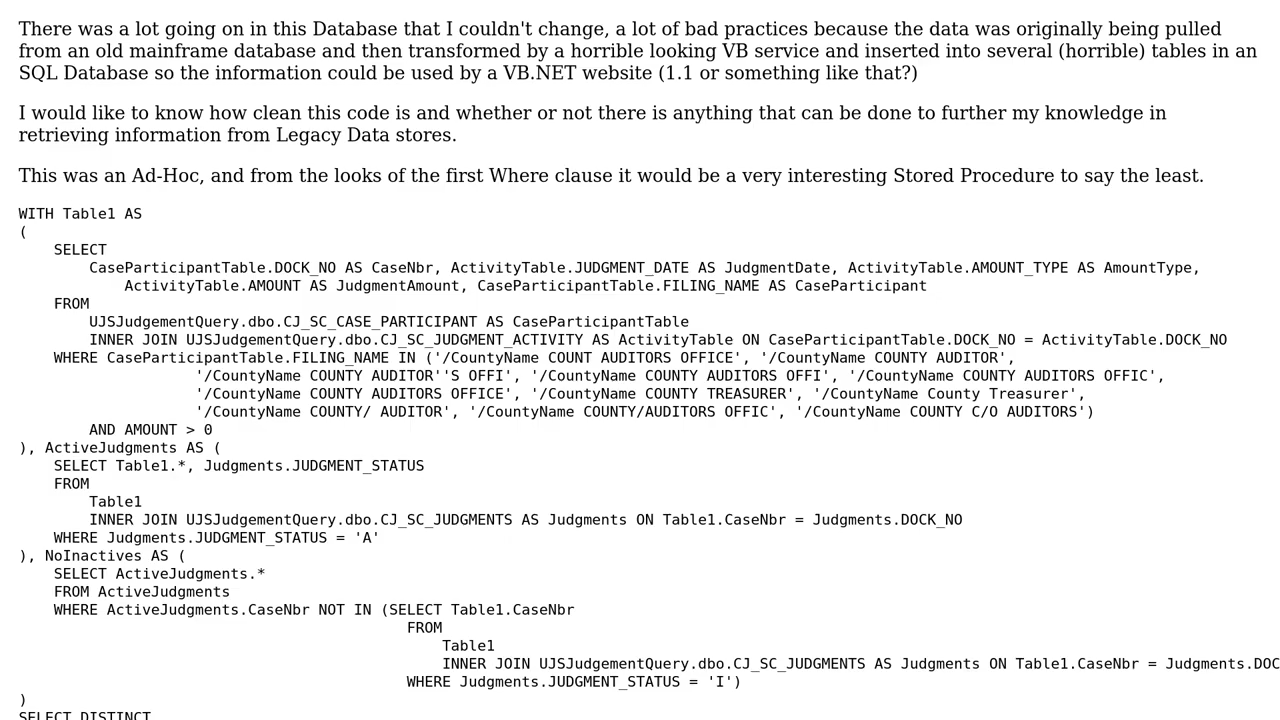 There was a lot going on in this Database that I couldn't change, a lot of bad practices because the data was originally being pulled
from an old mainframe database and then transformed by a horrible looking VB service and inserted into several (horrible) tables in an
SQL Database so the information could be used by a VB.NET website (1.1 or something like that?)
I would like to know how clean this code is and whether or not there is anything that can be done to further my knowledge in
retrieving information from Legacy Data stores.
This was an Ad-Hoc, and from the looks of the first Where clause it would be a very interesting Stored Procedure to say the least.
WITH Table1 AS
(
    SELECT
        CaseParticipantTable.DOCK_NO AS CaseNbr, ActivityTable.JUDGMENT_DATE AS JudgmentDate, ActivityTable.AMOUNT_TYPE AS AmountType,
            ActivityTable.AMOUNT AS JudgmentAmount, CaseParticipantTable.FILING_NAME AS CaseParticipant
    FROM
        UJSJudgementQuery.dbo.CJ_SC_CASE_PARTICIPANT AS CaseParticipantTable
        INNER JOIN UJSJudgementQuery.dbo.CJ_SC_JUDGMENT_ACTIVITY AS ActivityTable ON CaseParticipantTable.DOCK_NO = ActivityTable.DOCK_NO
    WHERE CaseParticipantTable.FILING_NAME IN ('/CountyName COUNT AUDITORS OFFICE', '/CountyName COUNTY AUDITOR',
                    '/CountyName COUNTY AUDITOR''S OFFI', '/CountyName COUNTY AUDITORS OFFI', '/CountyName COUNTY AUDITORS OFFIC',
                    '/CountyName COUNTY AUDITORS OFFICE', '/CountyName COUNTY TREASURER', '/CountyName County Treasurer',
                    '/CountyName COUNTY/ AUDITOR', '/CountyName COUNTY/AUDITORS OFFIC', '/CountyName COUNTY C/O AUDITORS')
        AND AMOUNT > 0
), ActiveJudgments AS (
    SELECT Table1.*, Judgments.JUDGMENT_STATUS
    FROM
        Table1
        INNER JOIN UJSJudgementQuery.dbo.CJ_SC_JUDGMENTS AS Judgments ON Table1.CaseNbr = Judgments.DOCK_NO
    WHERE Judgments.JUDGMENT_STATUS = 'A'
), NoInactives AS (
    SELECT ActiveJudgments.*
    FROM ActiveJudgments
    WHERE ActiveJudgments.CaseNbr NOT IN (SELECT Table1.CaseNbr
                                            FROM
                                                Table1
                                                INNER JOIN UJSJudgementQuery.dbo.CJ_SC_JUDGMENTS AS Judgments ON Table1.CaseNbr = Judgments.DOC
                                            WHERE Judgments.JUDGMENT_STATUS = 'I')
)
SELECT DISTINCT